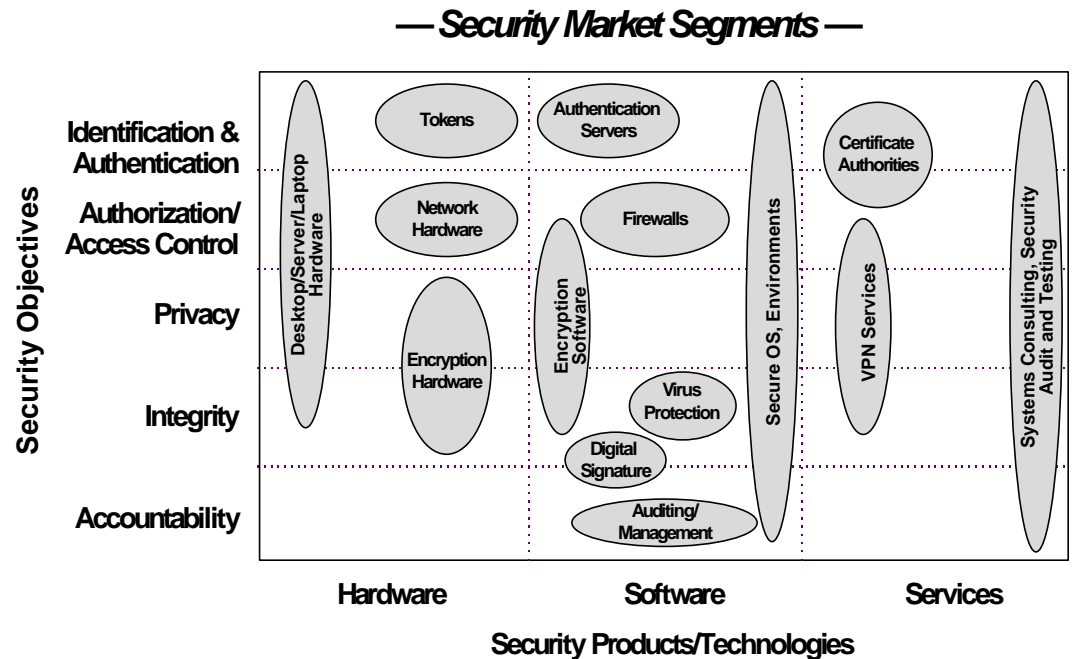 — Security Market Segments —
Security Objectives
Identification &
Authentication
Authorization/
Access Control
Privacy
Integrity
Accountability
Desktop/Server/Laptop
Hardware
Tokens
Network
Hardware
Encryption
Hardware
Authentication
Servers
Firewalls
Encryption
Software
Virus
Protection
Digital
Signature
Auditing/
Management
Secure OS, Environments
Certificate
Authorities
VPN Services
Systems Consulting, Security
Audit and Testing
Hardware
Software
Services
Security Products/Technologies